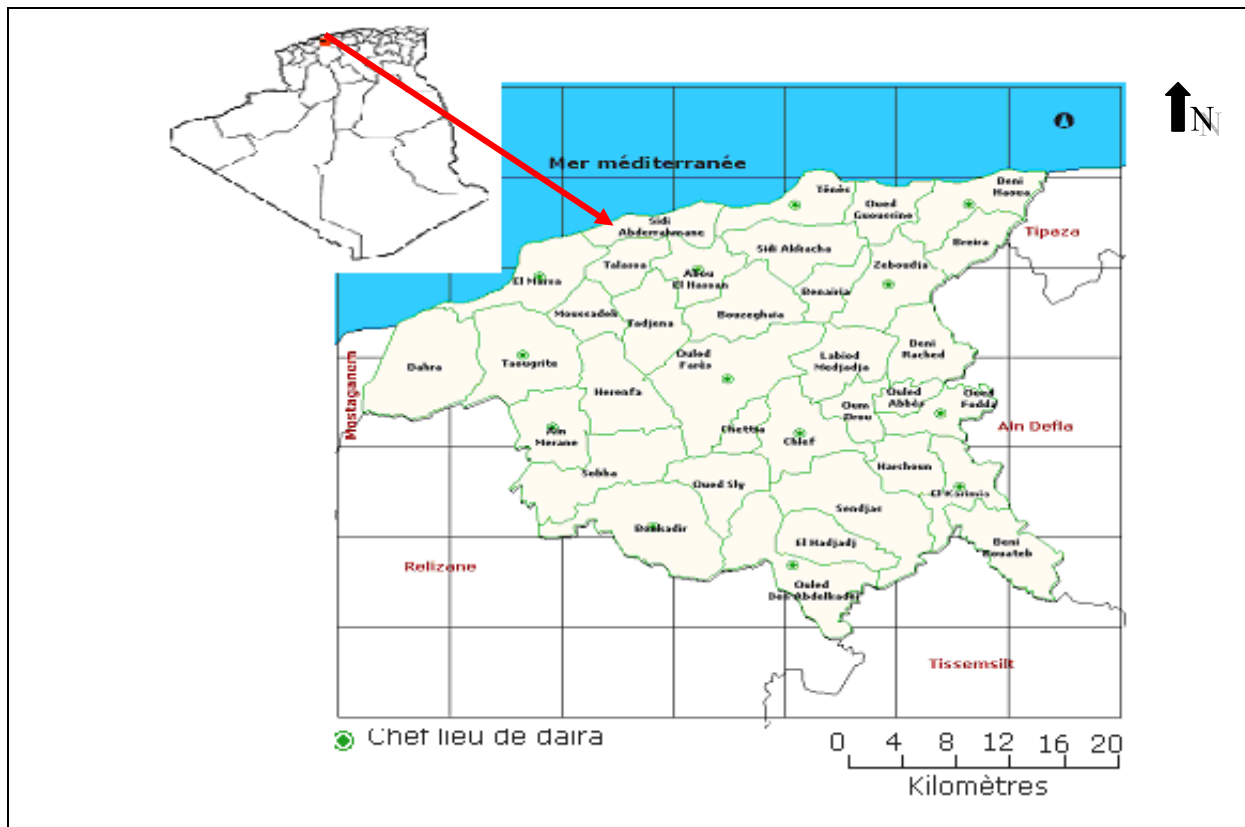 N
Mer méditerranée
Ténès
Beni
Haoua
Oued
Guoussine
Sidi
Abderrahmane
Tipaza
Breira
Sidi Akkacha
Talassa
Zeboudja
Abou
El Hassan
El Marsa
Benairia
Moussadek
Bouzeghaia
Tadjena
Mostaganem
Dahra
Taougrite
Ouled
Farès
Labiod
Medjadja
Beni
Rached
Herenfa
Ouled
Abbès
Oued
Fodda
Oum
Drou
Ain
Merane
Chettia
Chlef
Ain Defla
Sobha
Harchoun
Oued Sly
El Karimia
Sendjas
Boukadir
El Hadjadj
Beni
Bouateb
Relizane
Ouled
Ben Abdelkader
Tissemsilt
Chef lieu de daira
0 4 8 12 16 20
Kilomètres